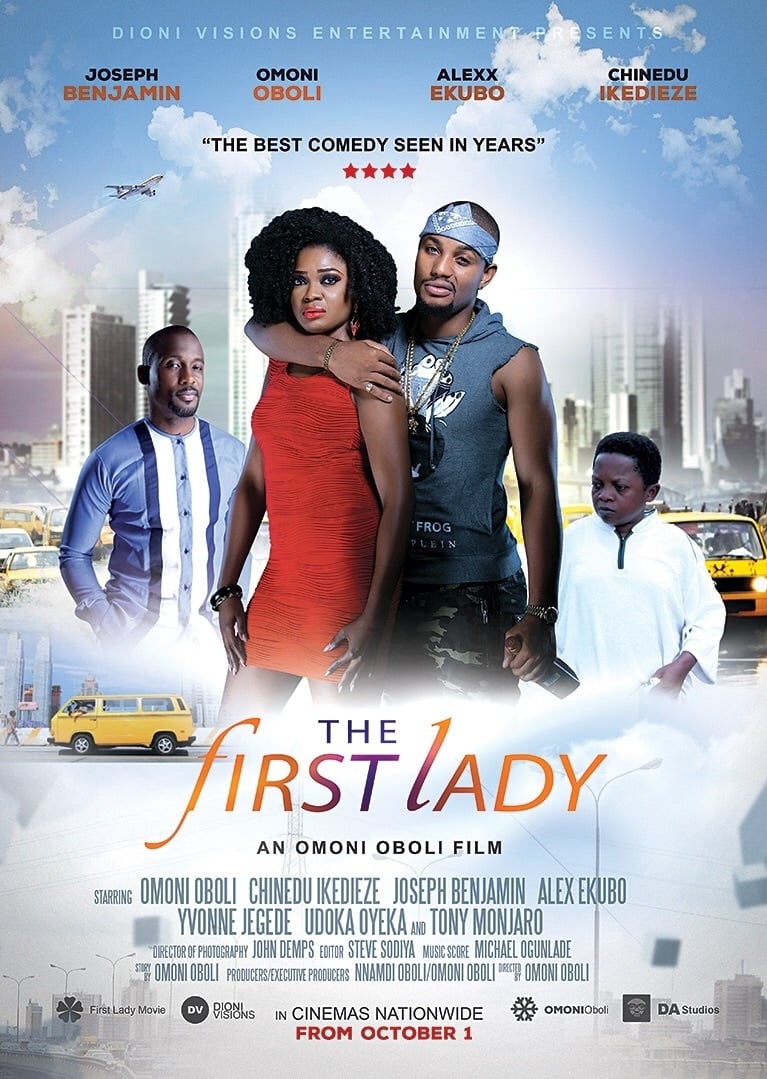 DIONI VISIONS ENTERTAINMENT PRESENTS
JOSEPH BENJAMIN
OMONI OBOLI
ALEXX EKUBO
CHINEDU IKEDIEZE
“THE BEST COMEDY SEEN IN YEARS”
FROG
PLEIN
THE
fIRST lADY
AN OMONI OBOLI FILM
STARRING OMONI OBOLI CHINEDU IKEDIEZE JOSEPH BENJAMIN ALEX EKUBO
YVONNE JEGEDE UDOKA OYEKA AND TONY MONJARO
DIRECTOR OF PHOTOGRAPHY JOHN DEMPS EDITOR STEVE SODIYA MUSIC SCORE MICHAEL OGUNLADE
STORY BY OMONI OBOLI PRODUCERS/EXECUTIVE PRODUCERS NNAMDI OBOLI/OMONI OBOLI DIRECTED BY OMONI OBOLI
First Lady Movie
DV DIONI VISIONS
IN CINEMAS NATIONWIDE
FROM OCTOBER 1
OMONIOboli
DA Studios